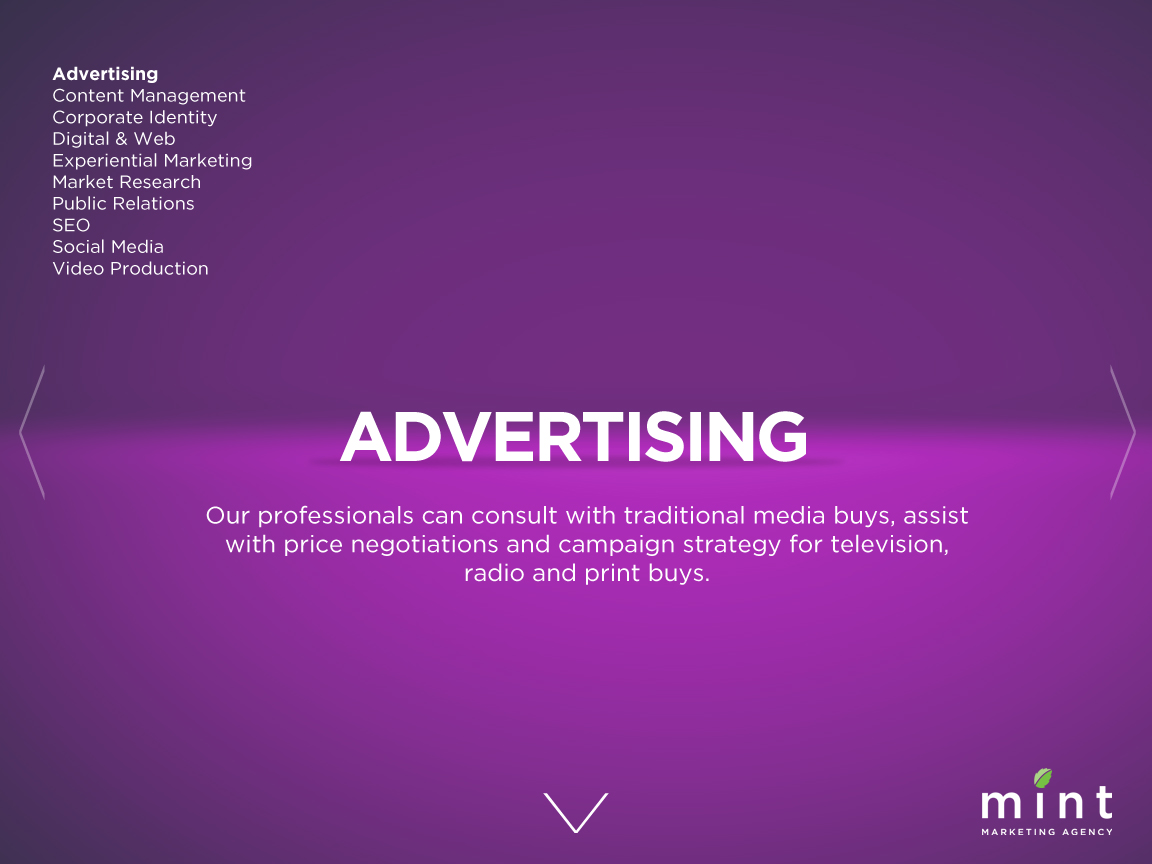 Advertising
Content Management
Corporate Identity
Digital & Web
Experiential Marketing
Market Research
Public Relations
SEO
Social Media
Video Production
ADVERTISING
Our professionals can consult with traditional media buys, assist
with price negotiations and campaign strategy for television,
radio and print buys.
mint
MARKETING AGENCY